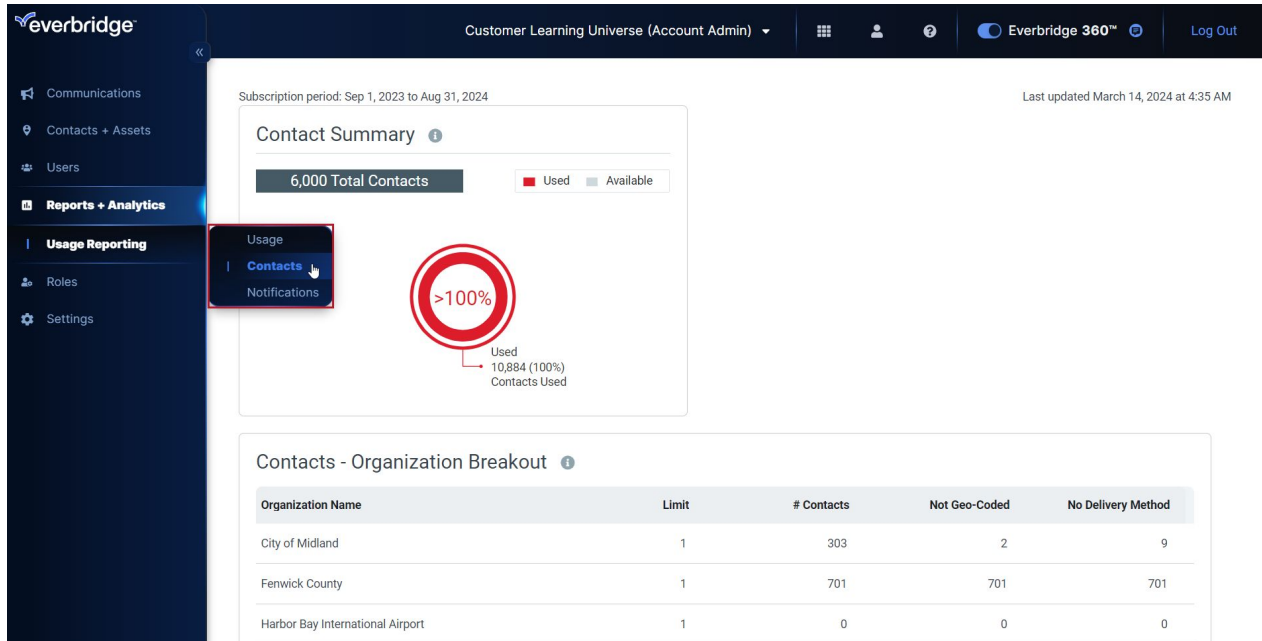 everbridge™
Customer Learning Universe (Account Admin)
Everbridge 360™
Log Out
«
Communications
Contacts + Assets
Users
Reports + Analytics
Usage Reporting
Roles
Settings
Usage
Contacts
Notifications
Subscription period: Sep 1, 2023 to Aug 31, 2024
Last updated March 14, 2024 at 4:35 AM
Contact Summary
6,000 Total Contacts
Used Available
>100%
Used
10,884 (100%)
Contacts Used
Contacts - Organization Breakout
Organization Name Limit # Contacts Not Geo-Coded No Delivery Method
City of Midland 1 303 2 9
Fenwick County 1 701 701 701
Harbor Bay International Airport 1 0 0 0